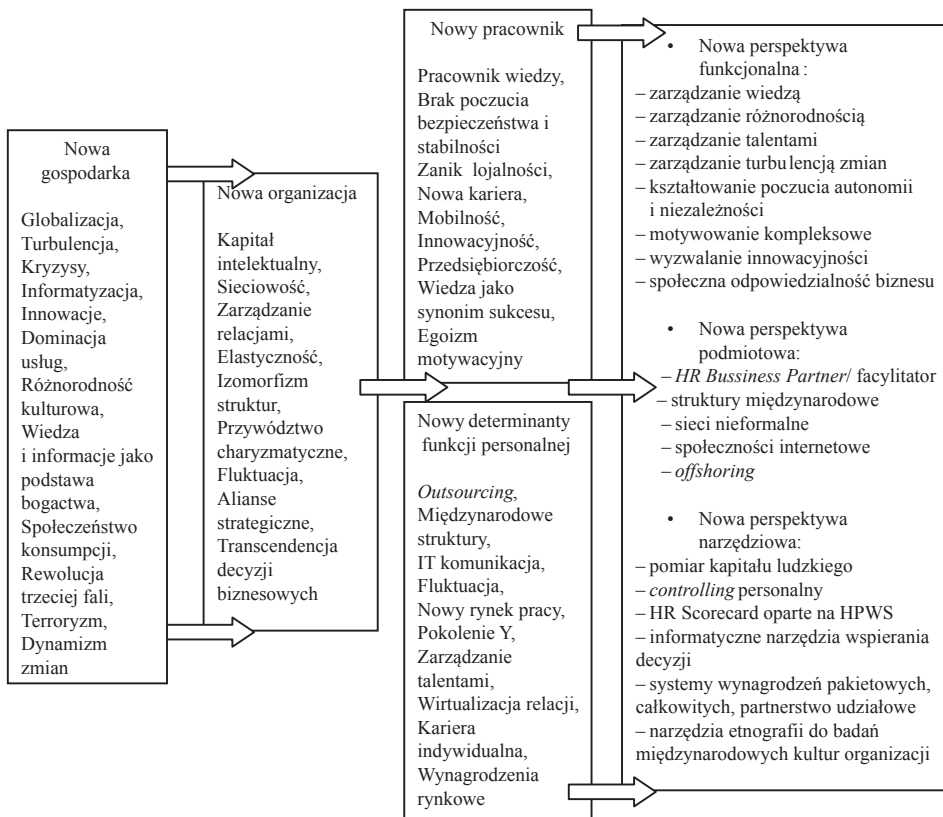 Nowa
gospodarka
Globalizacja,
Turbulencja,
Kryzysy,
Informatyzacja,
Innowacje,
Dominacja
usług,
Różnorodność
kulturowa,
Wiedza
i informacje jako
podstawa
bogactwa,
Społeczeństwo
konsumpcji,
Rewolucja
trzeciej fali,
Terroryzm,
Dynamizm
zmian
Nowa organizacja
Kapitał
intelektualny,
Sieciowość,
Zarządzanie
relacjami,
Elastyczność,
Izomorfizm
struktur,
Przywództwo
charyzmatyczne,
Fluktuacja,
Alianse
strategiczne,
Transcendencja
decyzji
biznesowych
Nowy pracownik
Pracownik wiedzy,
Brak poczucia
bezpieczeństwa i
stabilności
Zanik lojalności,
Nowa kariera,
Mobilność,
Innowacyjność,
Przedsiębiorczość,
Wiedza jako
synonim sukcesu,
Egoizm
motywacyjny
Nowy determinanty
funkcji personalnej
Outsourcing,
Międzynarodowe
struktury,
IT komunikacja,
Fluktuacja,
Nowy rynek pracy,
Pokolenie Y,
Zarządzanie
talentami,
Wirtualizacja relacji,
Kariera
indywidualna,
Wynagrodzenia
rynkowe
• Nowa perspektywa
funkcjonalna :
– zarządzanie wiedzą
– zarządzanie różnorodnością
– zarządzanie talentami
– zarządzanie turbulencją zmian
– kształtowanie poczucia autonomii
i niezależności
– motywowanie kompleksowe
– wyzwalanie innowacyjności
– społeczna odpowiedzialność biznesu
• Nowa perspektywa
podmiotowa:
– HR Bussiness Partner/ facylitator
– struktury międzynarodowe
– sieci nieformalne
– społeczności internetowe
– offshoring
• Nowa perspektywa
narzędziowa:
– pomiar kapitału ludzkiego
– controlling personalny
– HR Scorecard oparte na HPWS
– informatyczne narzędzia wspierania
decyzji
– systemy wynagrodzeń pakietowych,
całkowitych, partnerstwo udziałowe
– narzędzia etnografii do badań
międzynarodowych kultur organizacji